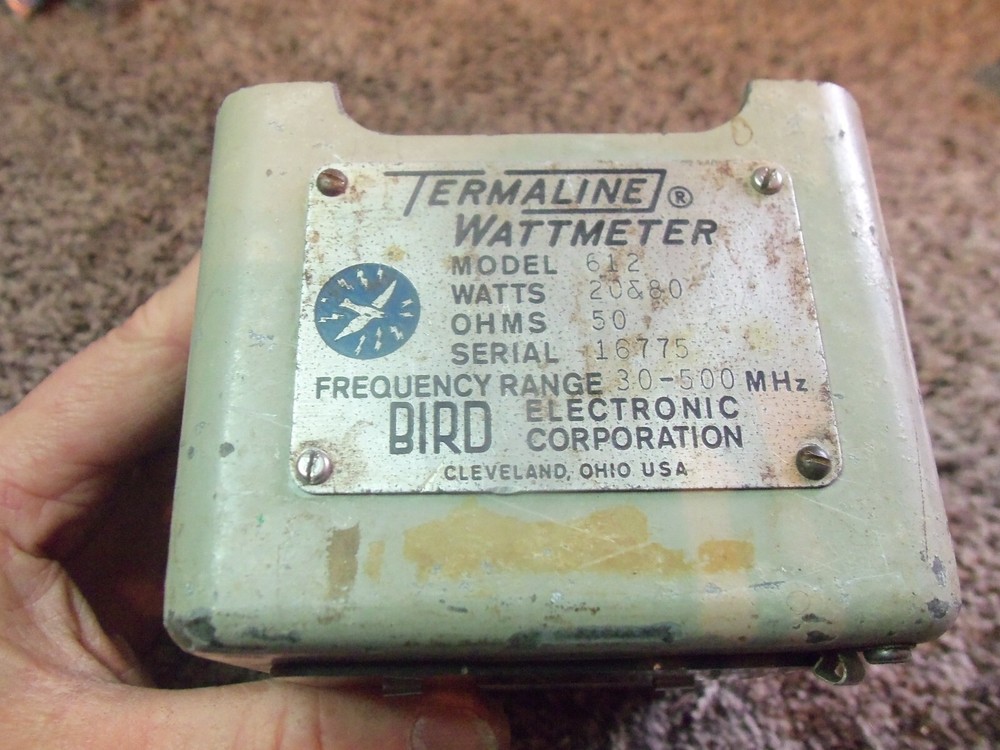 TERMALINE ®
WATTMETER
MODEL 612
WATTS 20&80
OHMS 50
SERIAL 16775
FREQUENCY RANGE 30-500 MHz
BIRD ELECTRONIC
CORPORATION
CLEVELAND, OHIO USA